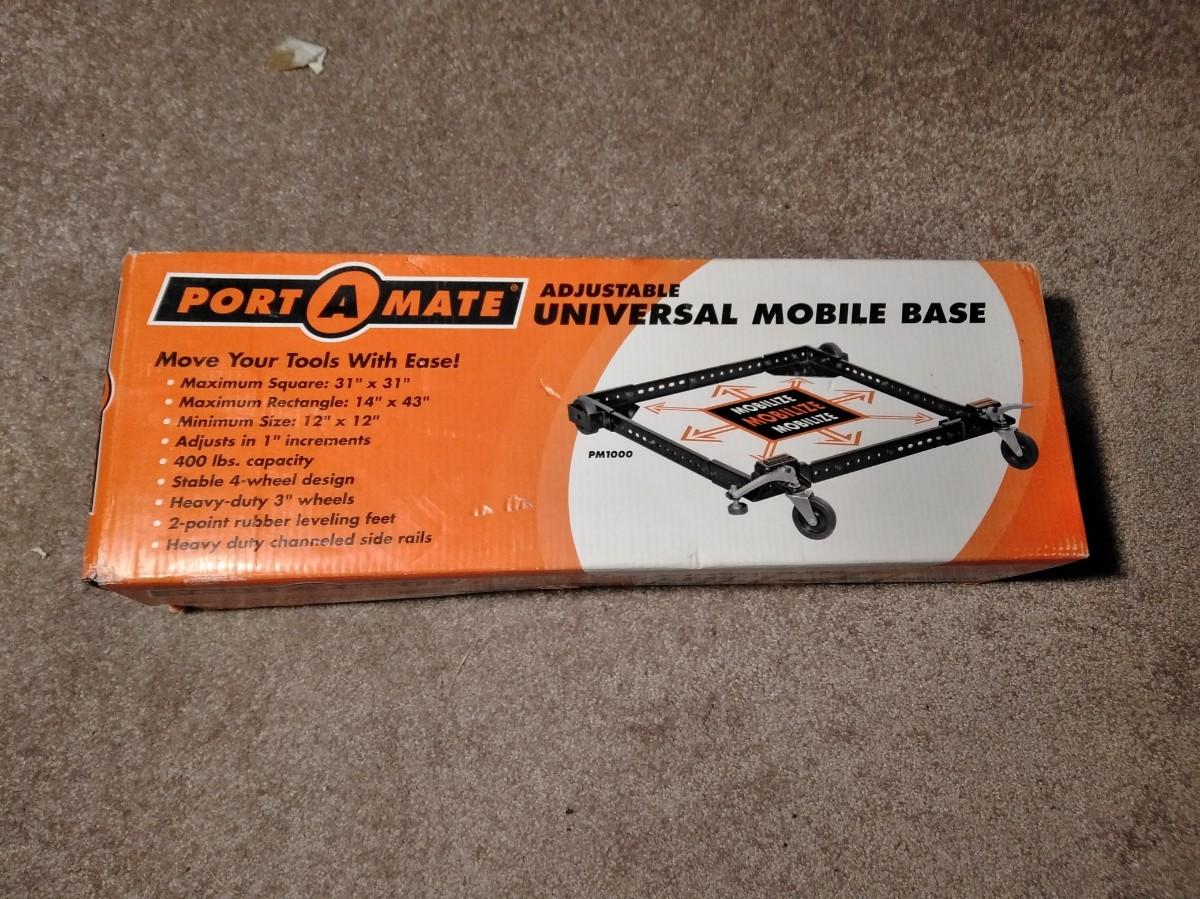 PORT A MATE®
ADJUSTABLE
UNIVERSAL MOBILE BASE
Move Your Tools With Ease!
• Maximum Square: 31" x 31"
• Maximum Rectangle: 14" x 43"
• Minimum Size: 12" x 12"
• Adjusts in 1" increments
• 400 lbs. capacity
• Stable 4-wheel design
• Heavy-duty 3" wheels
• 2-point rubber leveling feet
• Heavy duty channeled side rails
MOBILIZE
MOBILIZE
MOBILIZE
PM1000